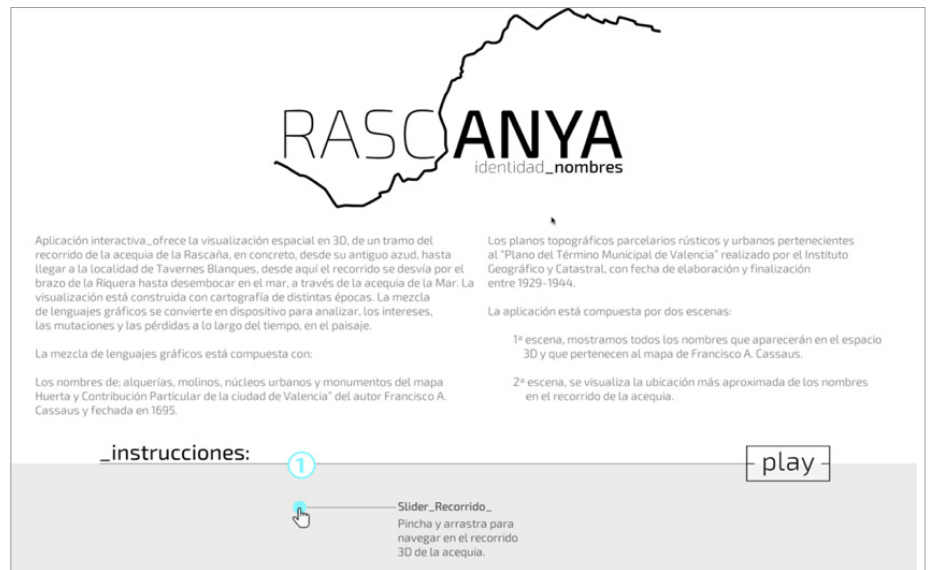 RASCANYA
identidad_nombres
Aplicación interactiva_ofrece la visualización espacial en 3D, de un tramo del
recorrido de la acequia de la Rascaña, en concreto, desde su antiguo azud, hasta
llegar a la localidad de Tavernes Blanques, desde aquí el recorrido se desvía por el
brazo de la Riquera hasta desembocar en el mar, a través de la acequia de la Mar. La
visualización está construida con cartografía de distintas épocas. La mezcla
de lenguajes gráficos se convierte en dispositivo para analizar, los intereses,
las mutaciones y las pérdidas a lo largo del tiempo, en el paisaje.
La mezcla de lenguajes gráficos está compuesta con:
Los nombres de; alquerías, molinos, núcleos urbanos y monumentos del mapa
Huerta y Contribución Particular de la ciudad de Valencia" del autor Francisco A.
Cassaus y fechada en 1695.
Los planos topográficos parcelarios rústicos y urbanos pertenecientes
al "Plano del Término Municipal de Valencia" realizado por el Instituto
Geográfico y Catastral, con fecha de elaboración y finalización
entre 1929-1944.
La aplicación está compuesta por dos escenas:
1ª escena, mostramos todos los nombres que aparecerán en el espacio
3D y que pertenecen al mapa de Francisco A. Cassaus.
2ª escena, se visualiza la ubicación más aproximada de los nombres
en el recorrido de la acequia.
_instrucciones:
1
play
Slider_Recorrido_
Pincha y arrastra para
navegar en el recorrido
3D de la acequia.